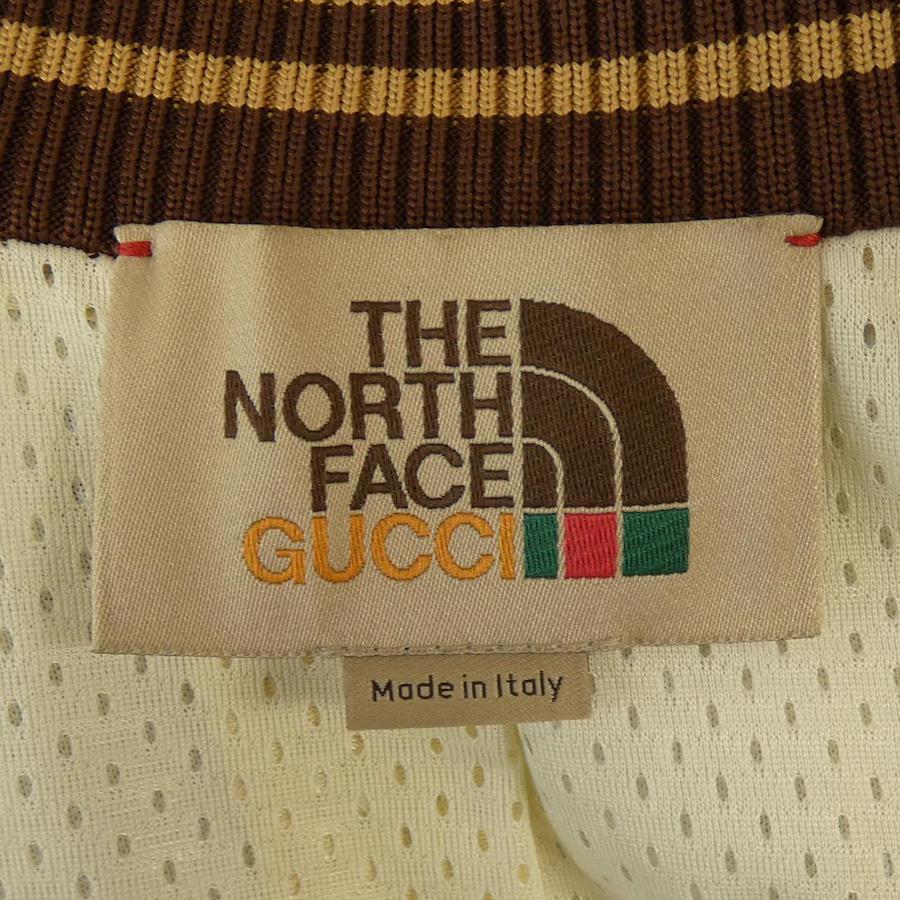 THE
NORTH
FACE
GUCCI
Made in Italy